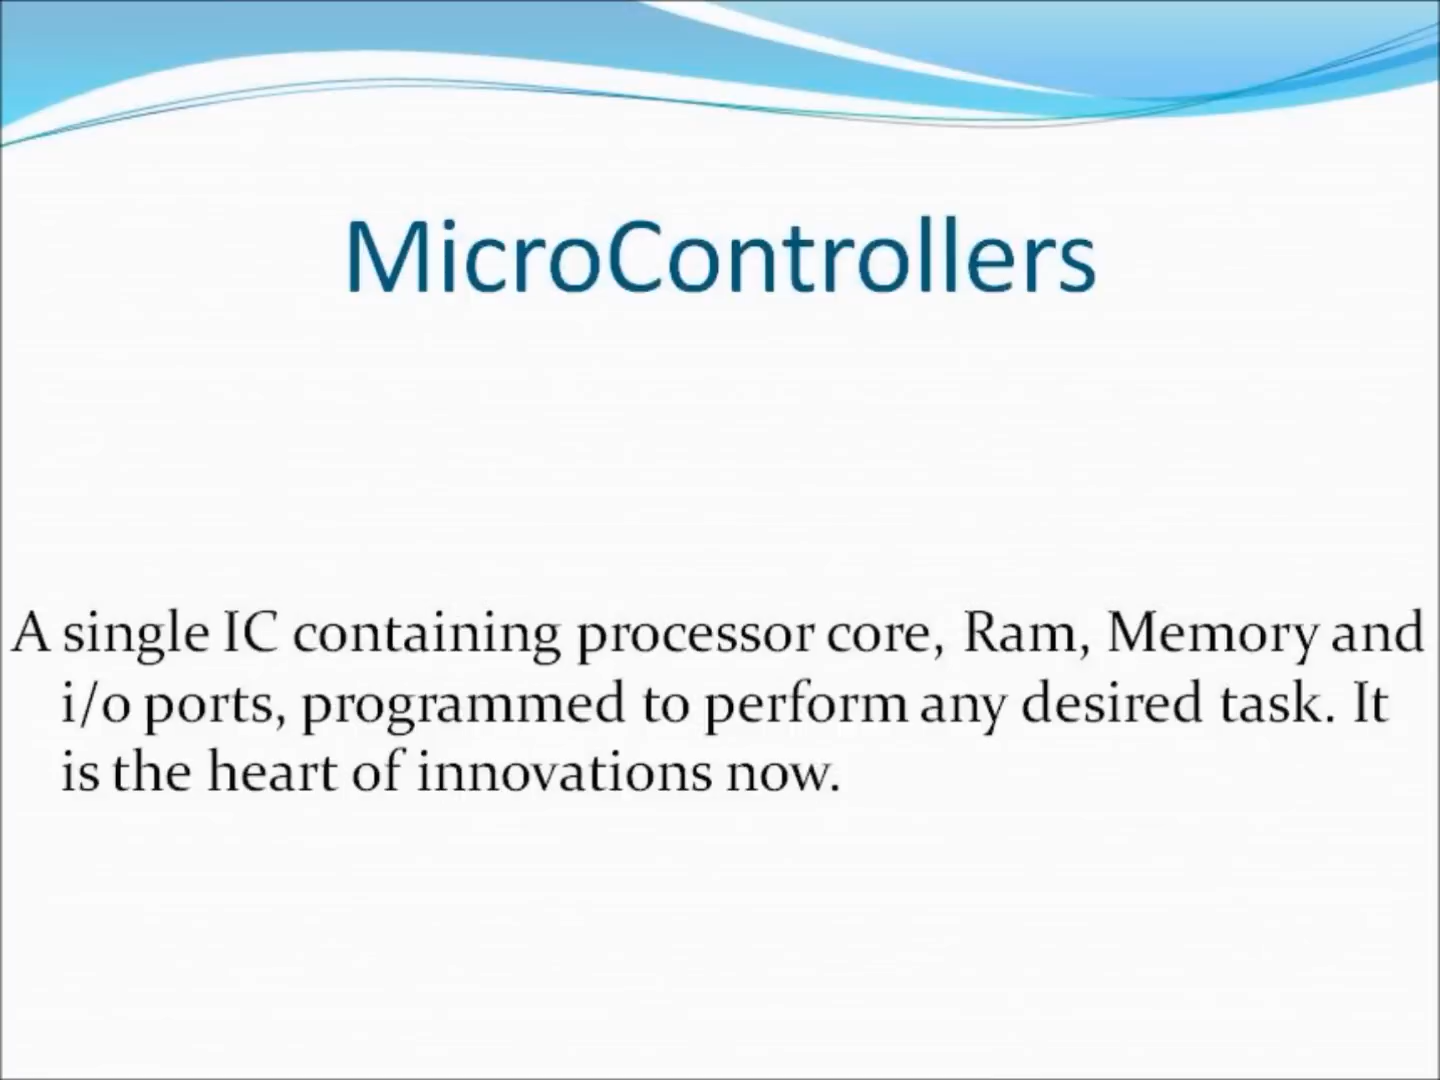 MicroControllers
A single IC containing processor core, Ram, Memory and
i/o ports, programmed to perform any desired task. It
is the heart of innovations now.